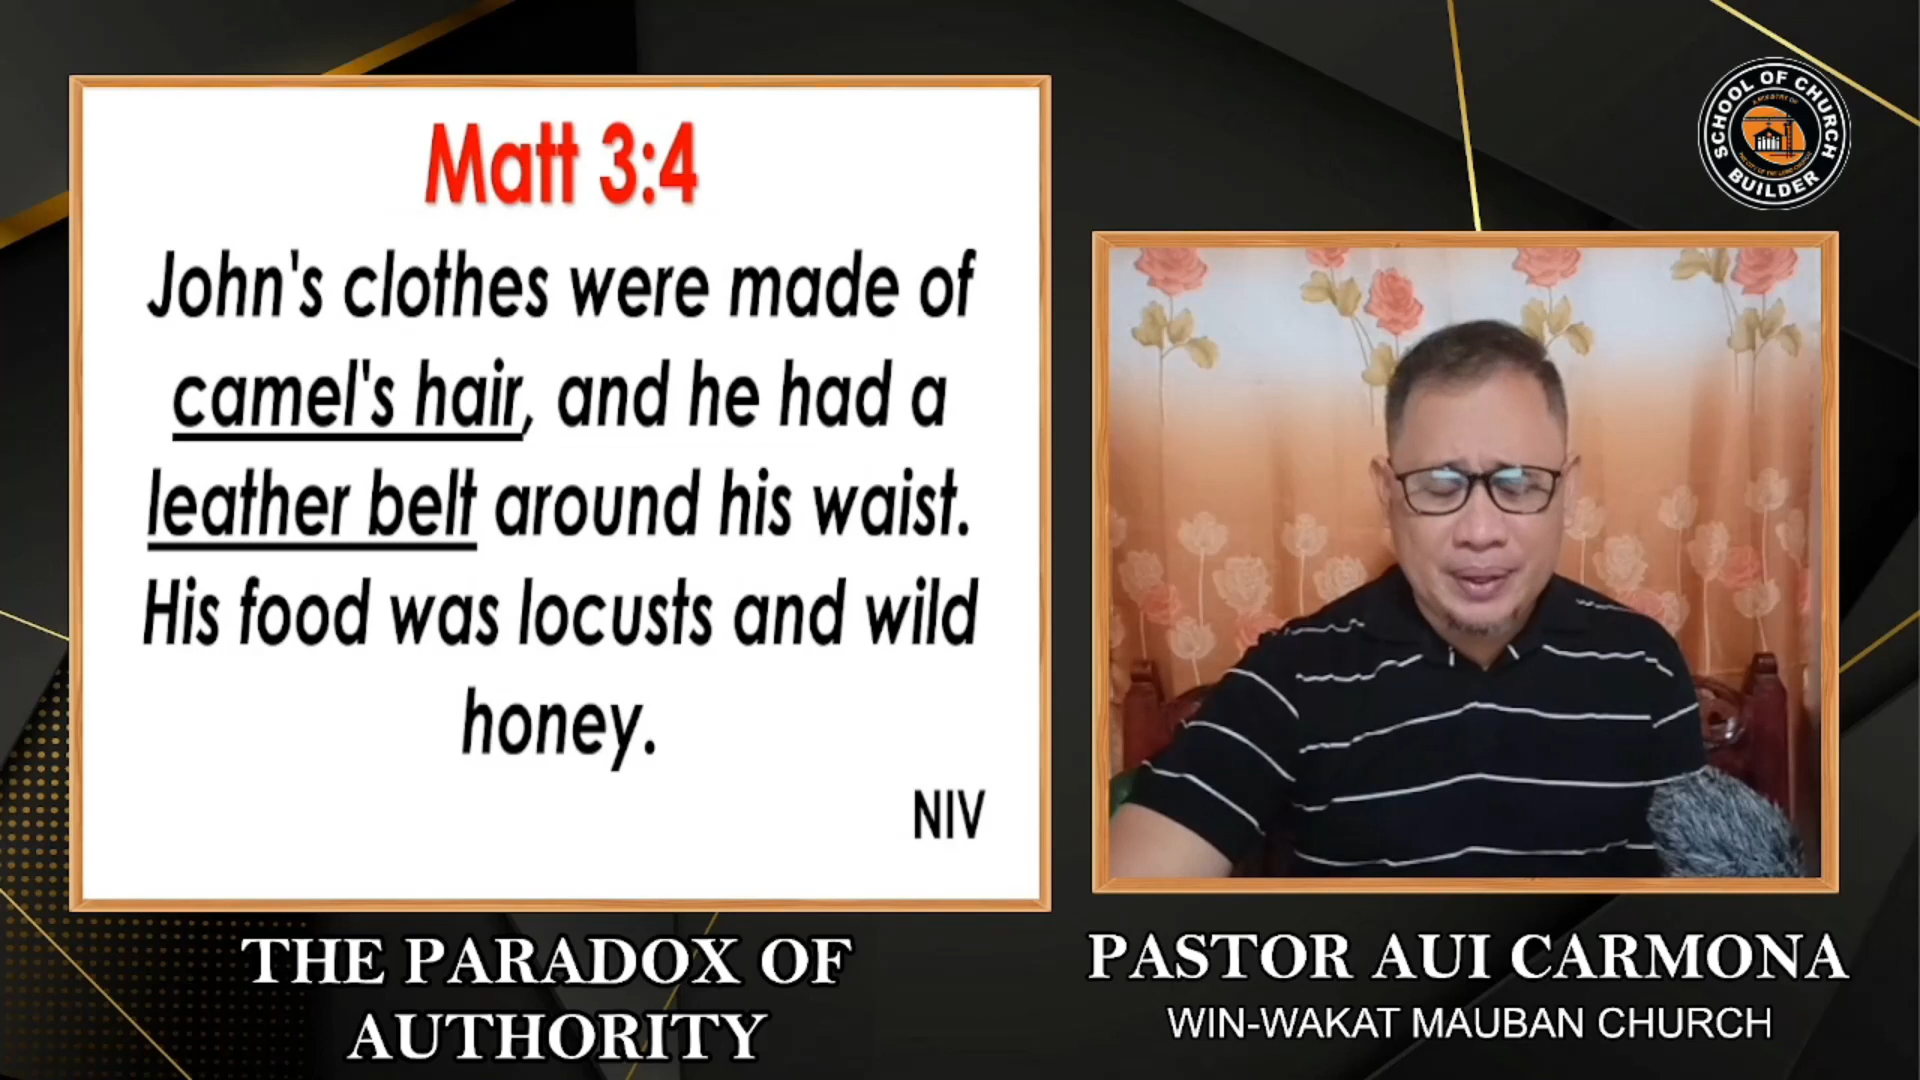 Matt 3:4
John's clothes were made of
camel's hair, and he had a
leather belt around his waist.
His food was locusts and wild
honey.
NIV
THE PARADOX OF
AUTHORITY
SCHOOL OF CHURCH
BUILDER
PASTOR AUI CARMONA
WIN-WAKAT MAUBAN CHURCH